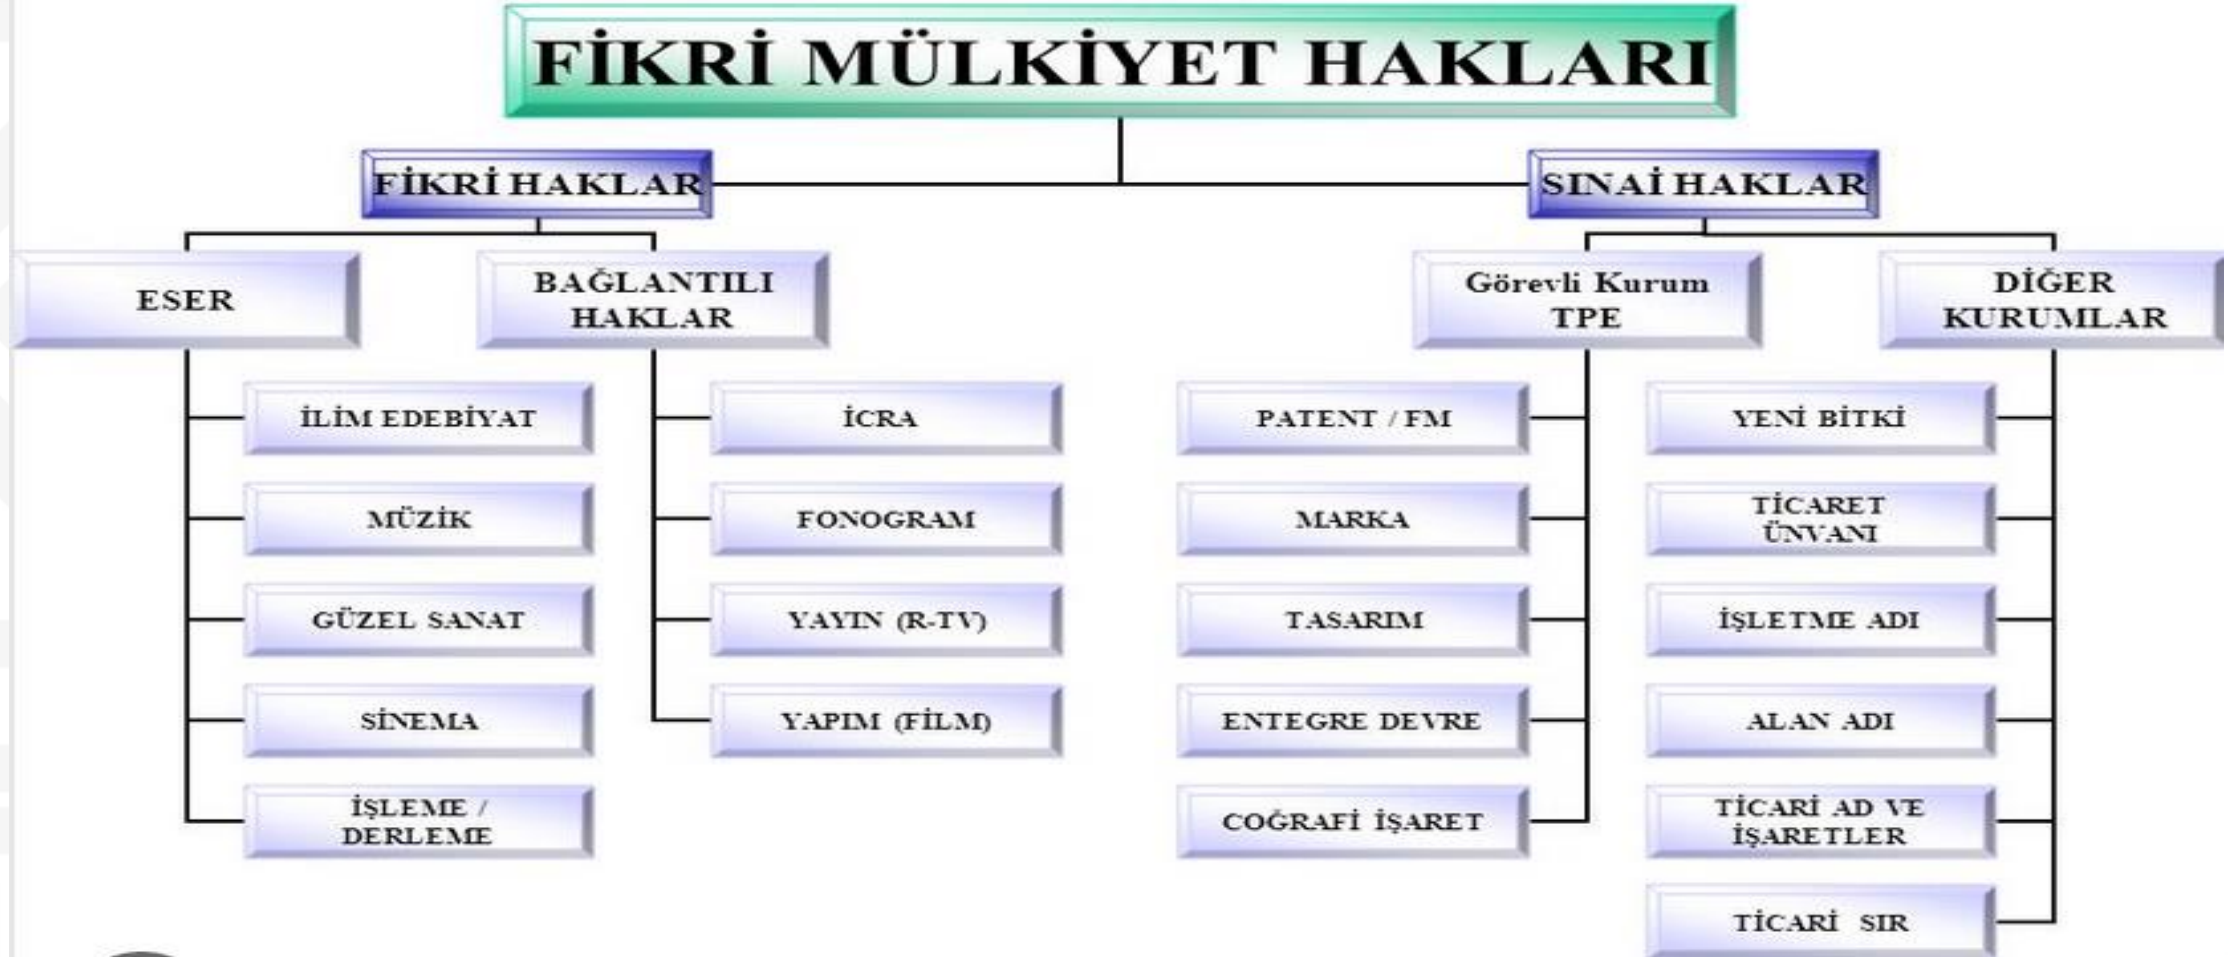 FİKRİ MÜLKİYET HAKLARI
FİKRİ HAKLAR
SINAİ HAKLAR
ESER
BAĞLANTILI
HAKLAR
Görevli Kurum
TPE
DİĞER
KURUMLAR
İLİM EDEBİYAT
MÜZİK
GÜZEL SANAT
SİNEMA
İŞLEME /
DERLEME
İCRA
FONOGRAM
YAYIN (R-TV)
YAPIM (FİLM)
PATENT / FM
MARKA
TASARIM
ENTEGRE DEVRE
COĞRAFİ İŞARET
YENİ BİTKİ
TİCARET
ÜNVANI
İŞLETME ADI
ALAN ADI
TİCARİ AD VE
İŞARETLER
TİCARİ SIR